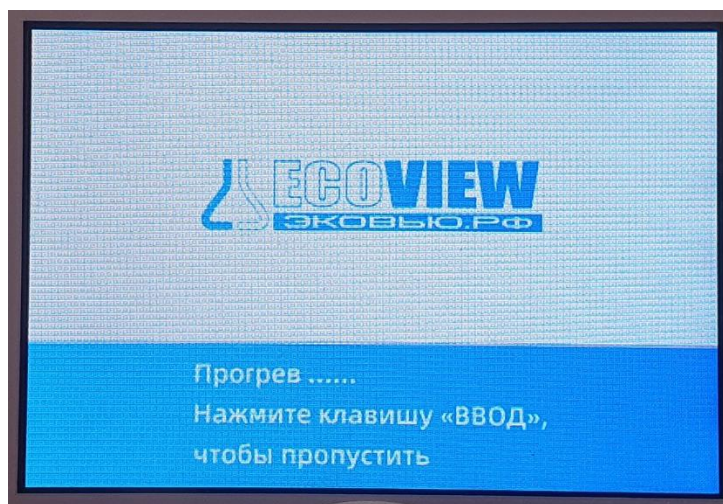 ECOVIEW
ЭКОВЬЮ.РФ
Прогрев ......
Нажмите клавишу «ВВОД»,
чтобы пропустить